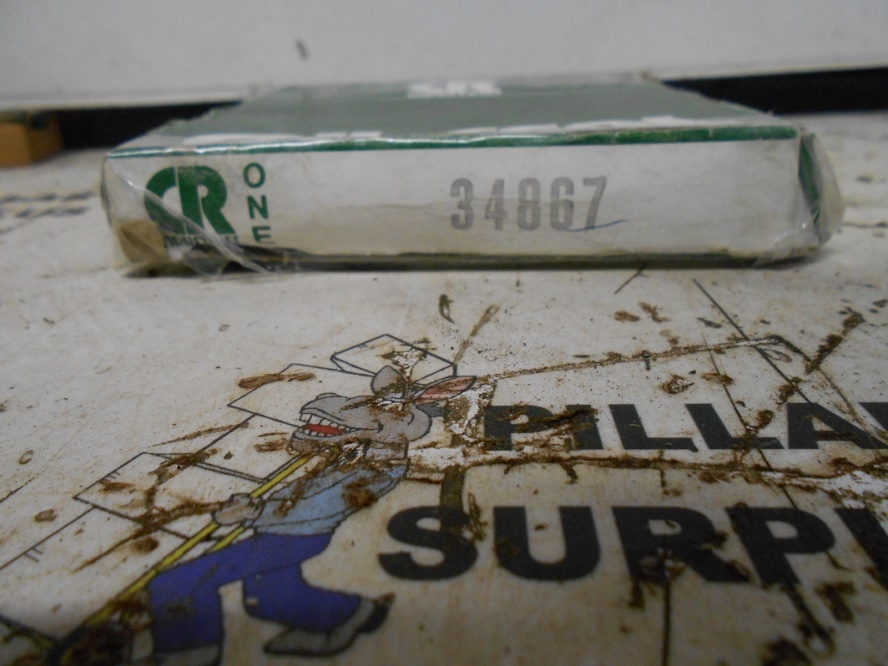 CR
ONE
34867
PILLA
SURP